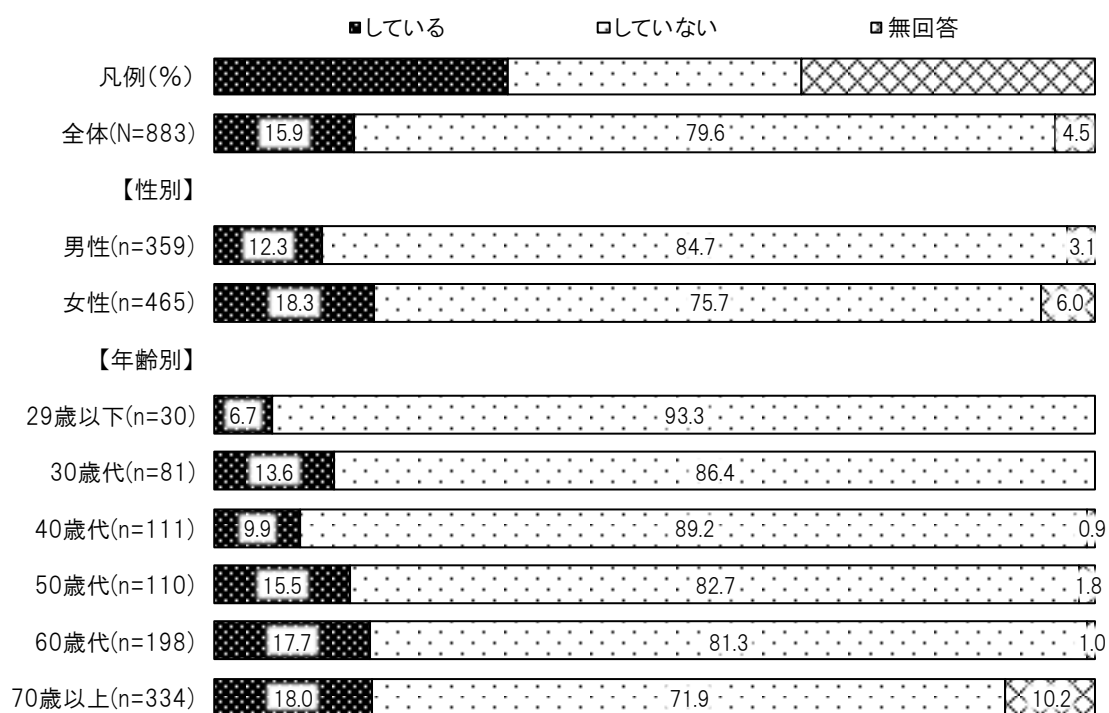 している していない 無回答
凡例(%)
全体(N=883) 15.9 79.6 4.5
【性別】
男性(n=359) 12.3 84.7 3.1
女性(n=465) 18.3 75.7 6.0
【年齢別】
29歳以下(n=30) 6.7 93.3
30歳代(n=81) 13.6 86.4
40歳代(n=111) 9.9 89.2 0.9
50歳代(n=110) 15.5 82.7 1.8
60歳代(n=198) 17.7 81.3 1.0
70歳以上(n=334) 18.0 71.9 10.2